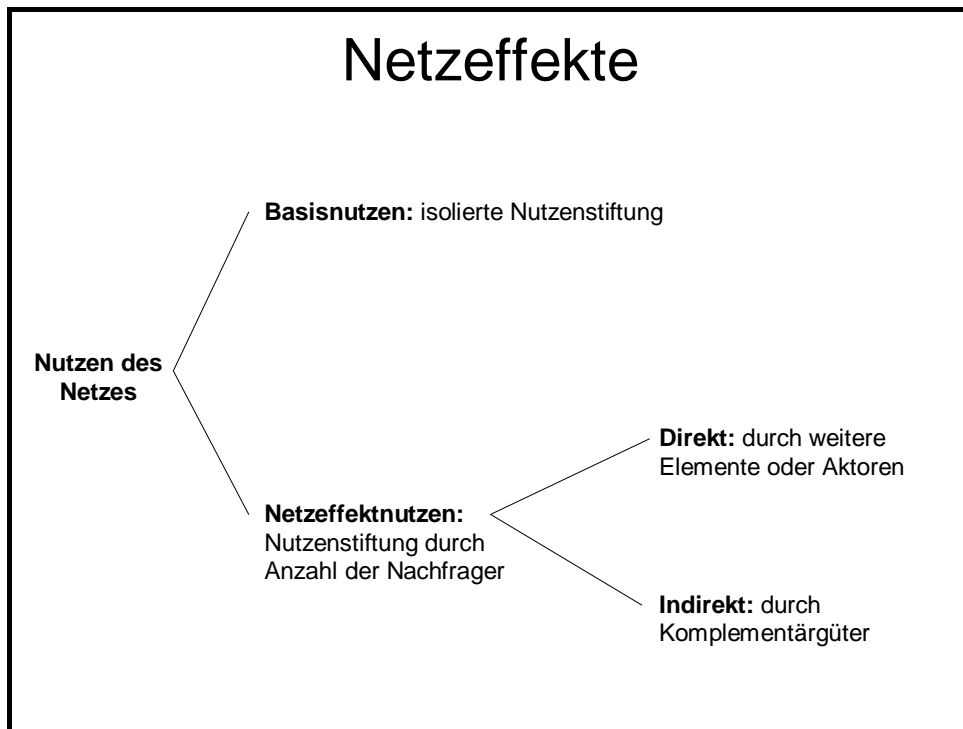 Netzeffekte
Basisnutzen: isolierte Nutzenstiftung
Nutzen des
Netzes
Direkt: durch weitere
Elemente oder Aktoren
Netzeffektnutzen:
Nutzenstiftung durch
Anzahl der Nachfrager
Indirekt: durch
Komplementärgüter